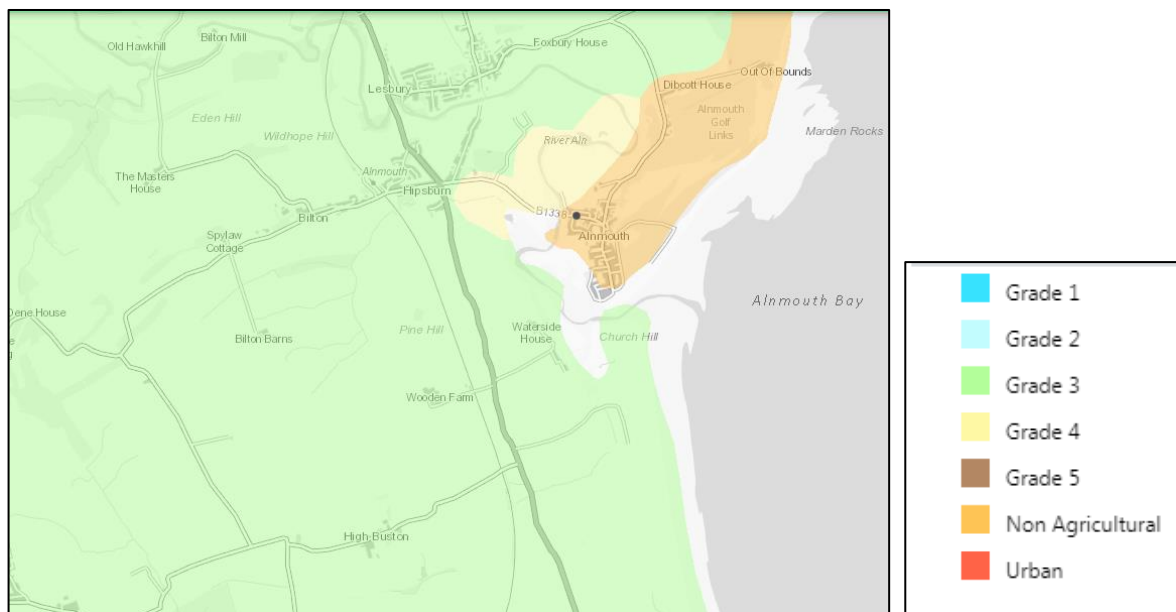 Old Hawkhill
Bilton Mill
Foxbury House
Lesbury
Out Of Bounds
Dibcott House
Eden Hill
Wildhope Hill
Alnmouth
Golf
Links
Marden Rocks
River Aln
The Masters
House
Alnmouth
Hipsburn
Bilton
B1338
Alnmouth
Spylaw
Cottage
Alnmouth Bay
Dene House
Bilton Barns
Pine Hill
Waterside
House
Church Hill
Wooden Farm
High-Buston
Grade 1
Grade 2
Grade 3
Grade 4
Grade 5
Non Agricultural
Urban